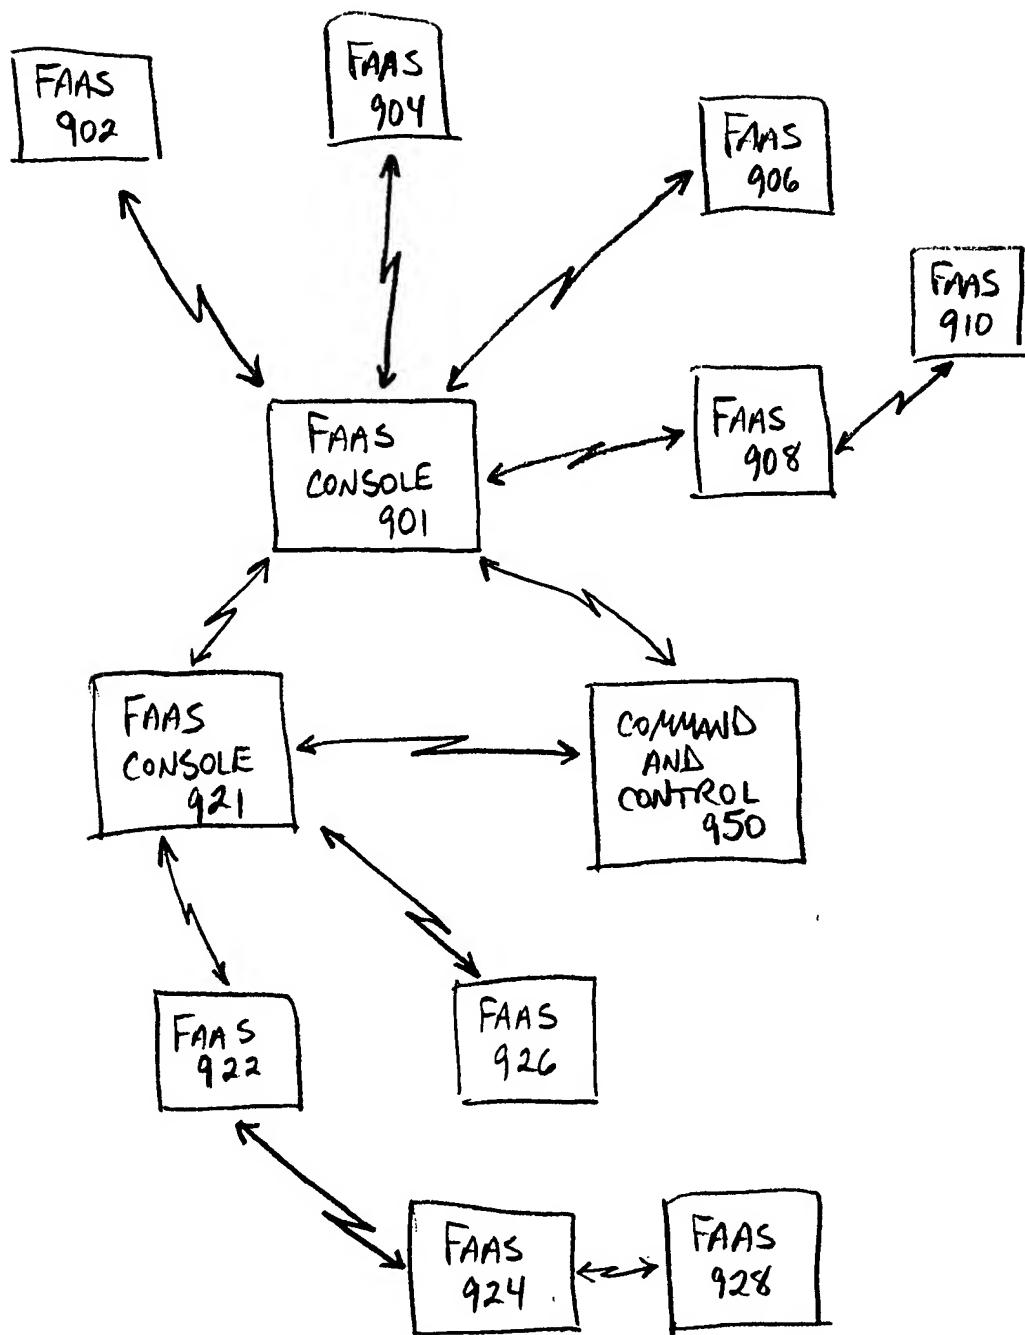 FAAS
902
FAAS
904
FAAS
906
FAAS
910
FAAS
908
FAAS
CONSOLE
901
FAAS
CONSOLE
921
COMMAND
AND
CONTROL
950
FAAS
922
FAAS
926
FAAS
924
FAAS
928